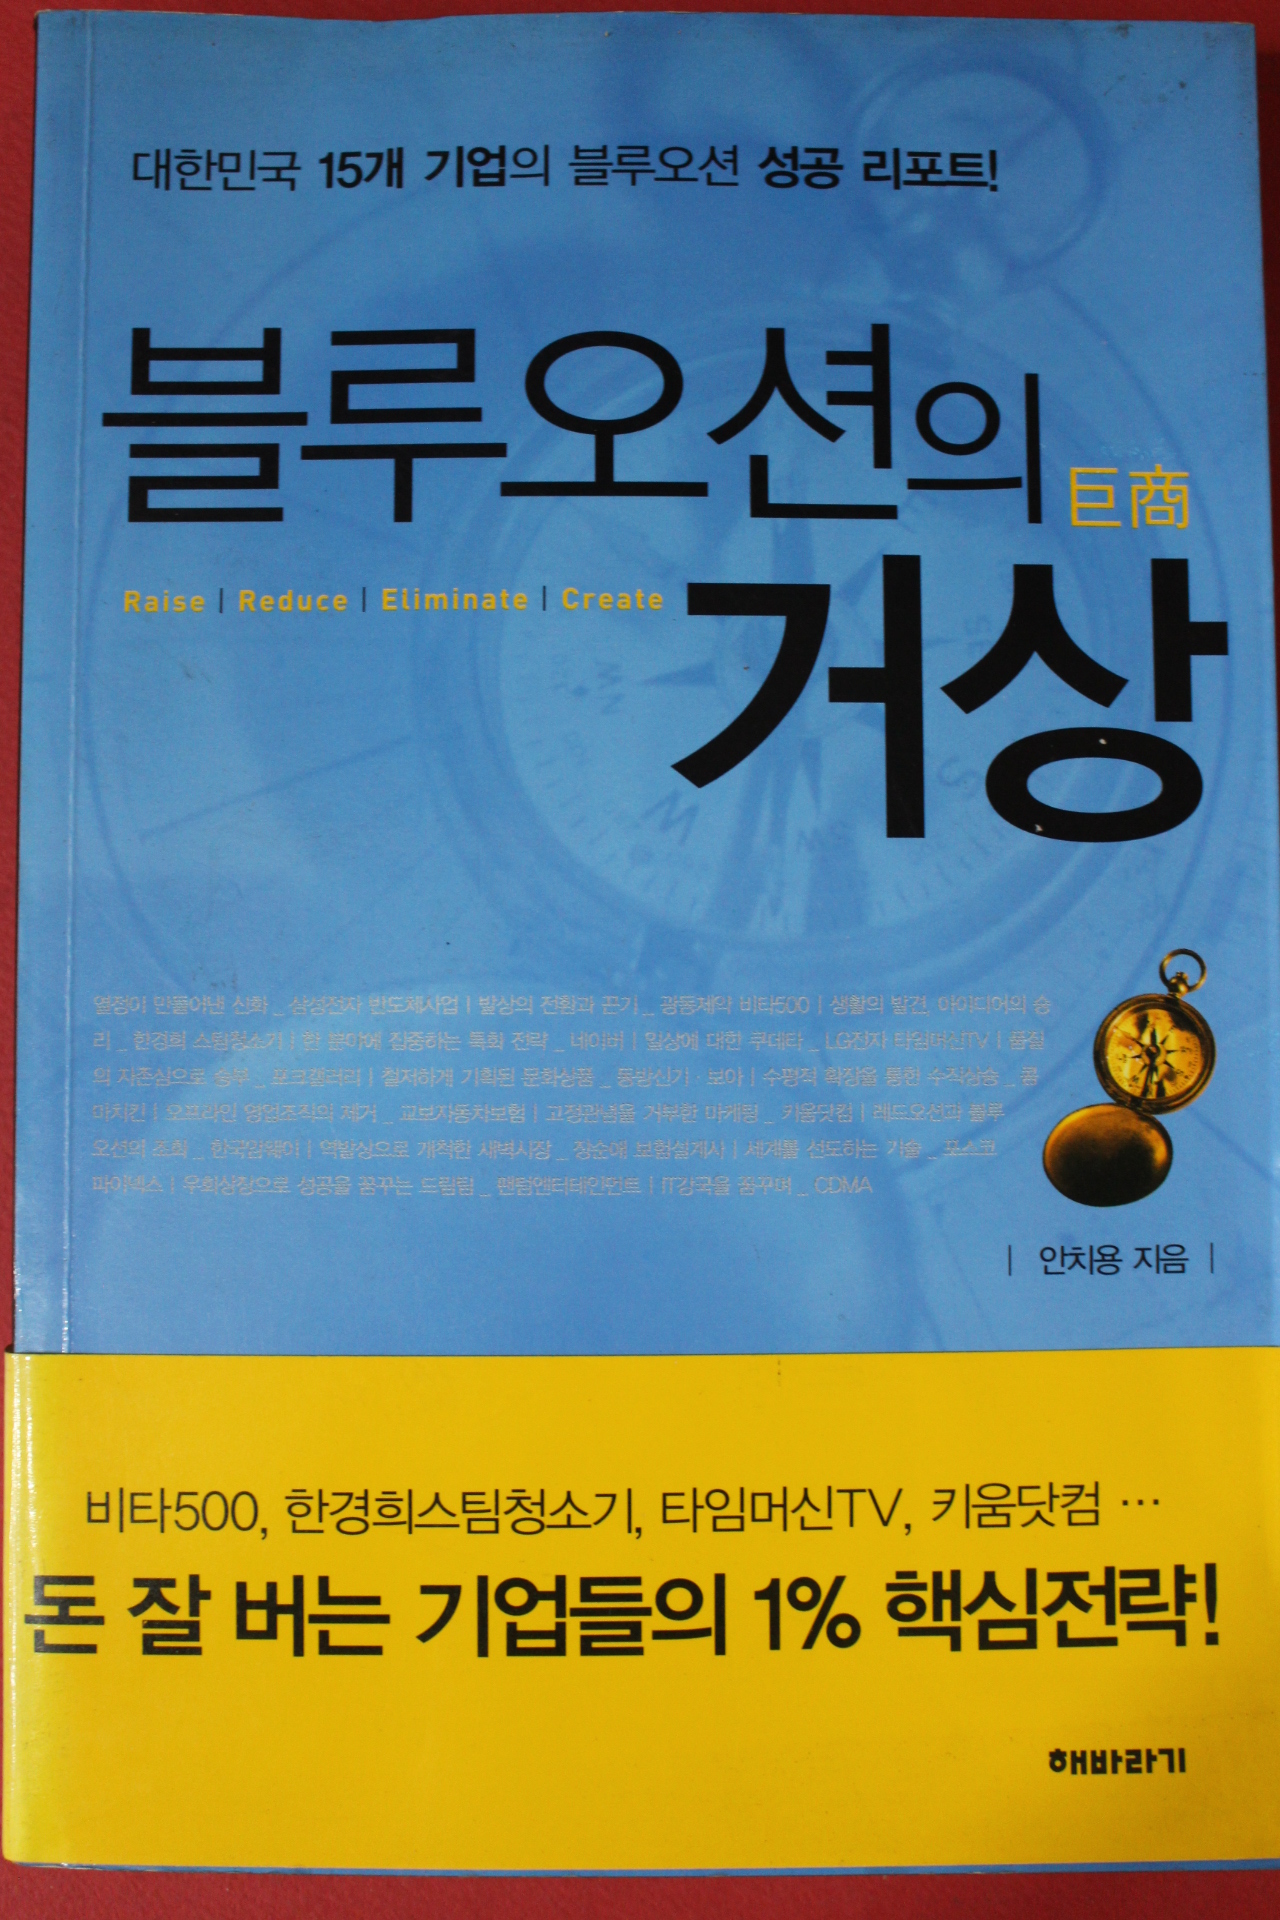 대한민국 15개 기업의 블루오션 성공 리포트!
블루오션의
巨商
거상
Raise | Reduce | Eliminate | Create
열정이 만들어낸 신화 _ 삼성전자 반도체사업 | 발상의 전환과 끈기 _ 광동제약 비타500 | 생활의 발견, 아이디어의 승
리 _ 한경희 스팀청소기 | 한 분야에 집중하는 특화 전략 _ 네이버 | 일상에 대한 쿠데타 _ LG전자 타임머신TV | 품질
의 자존심으로 승부 _ 포크갤러리 | 철저하게 기획된 문화상품 _ 동방신기 · 보아 | 수평적 확장을 통한 수직상승 _ 콤
마치킨 | 오프라인 영업조직의 제거 _ 교보자동차보험 | 고정관념을 거부한 마케팅 _ 키움닷컴 | 레드오션과 블루
오션의 조화 _ 한국암웨이 | 역발상으로 개척한 새벽시장 _ 장순애 보험설계사 | 세계를 선도하는 기술 _ 포스코
파이넥스 | 우회상장으로 성공을 꿈꾸는 드림팀 _ 팬텀엔터테인먼트 | IT강국을 꿈꾸며 _ CDMA
| 안치용 지음 |
비타500, 한경희스팀청소기, 타임머신TV, 키움닷컴 …
돈 잘 버는 기업들의 1% 핵심전략!
해바라기